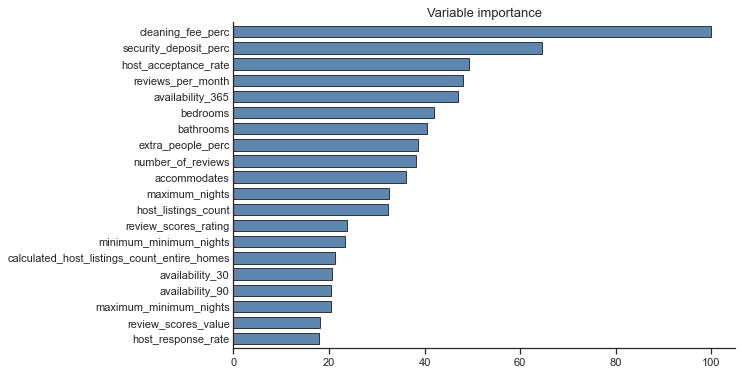 Variable importance
cleaning_fee_perc
security_deposit_perc
host_acceptance_rate
reviews_per_month
availability_365
bedrooms
bathrooms
extra_people_perc
number_of_reviews
accommodates
maximum_nights
host_listings_count
review_scores_rating
minimum_minimum_nights
calculated_host_listings_count_entire_homes
availability_30
availability_90
maximum_minimum_nights
review_scores_value
host_response_rate
0 20 40 60 80 100